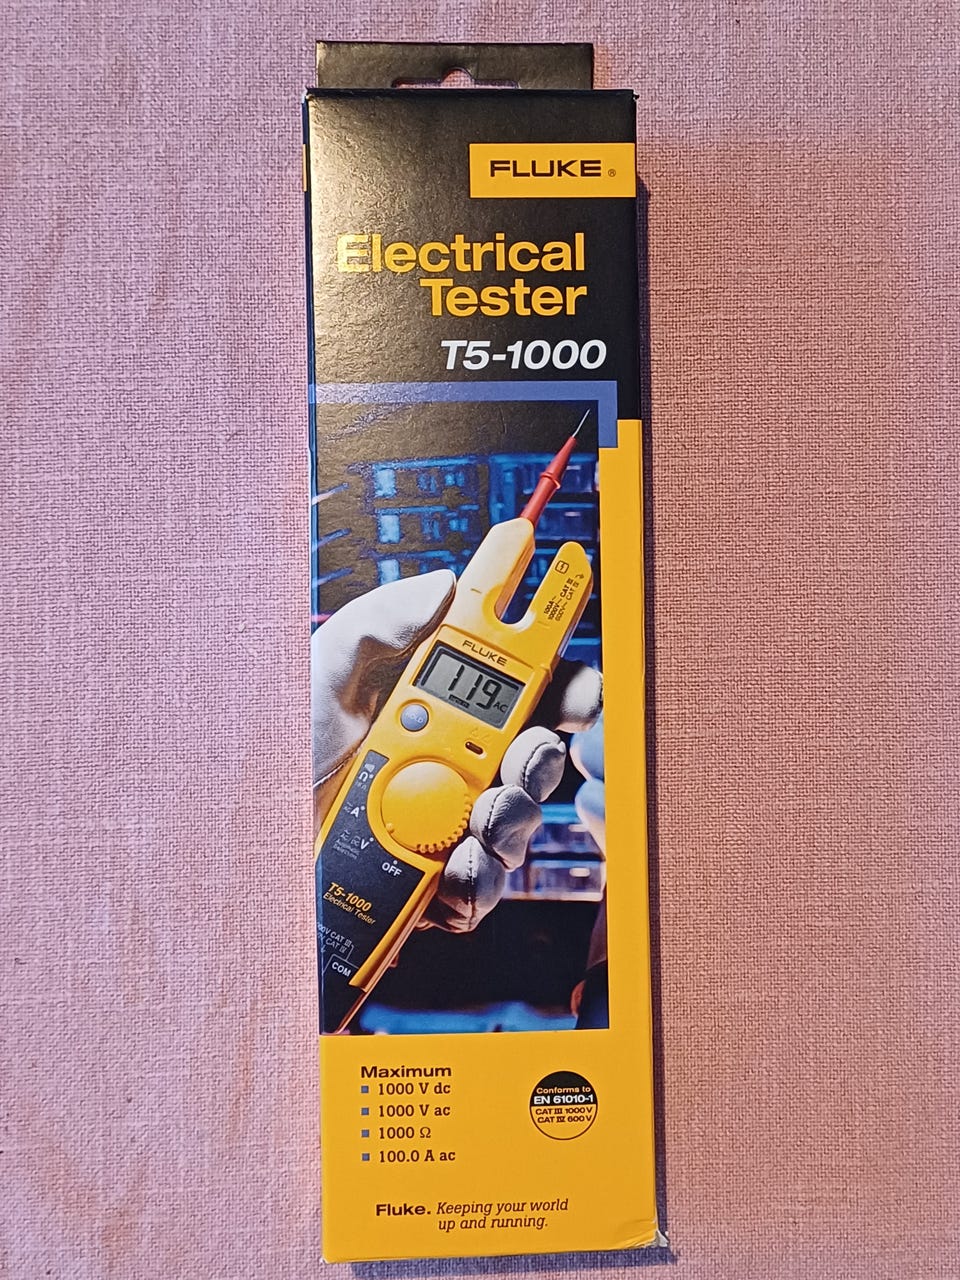 FLUKE ®
Electrical
Tester
T5-1000
FLUKE
119 AC
HOLD
A
V
OFF
T5-1000
Electrical Tester
COM
Maximum
1000 V dc
1000 V ac
1000 Ω
100.0 A ac
Conforms to
EN 61010-1
CAT III 1000 V
CAT IV 600 V
Fluke. Keeping your world
up and running.